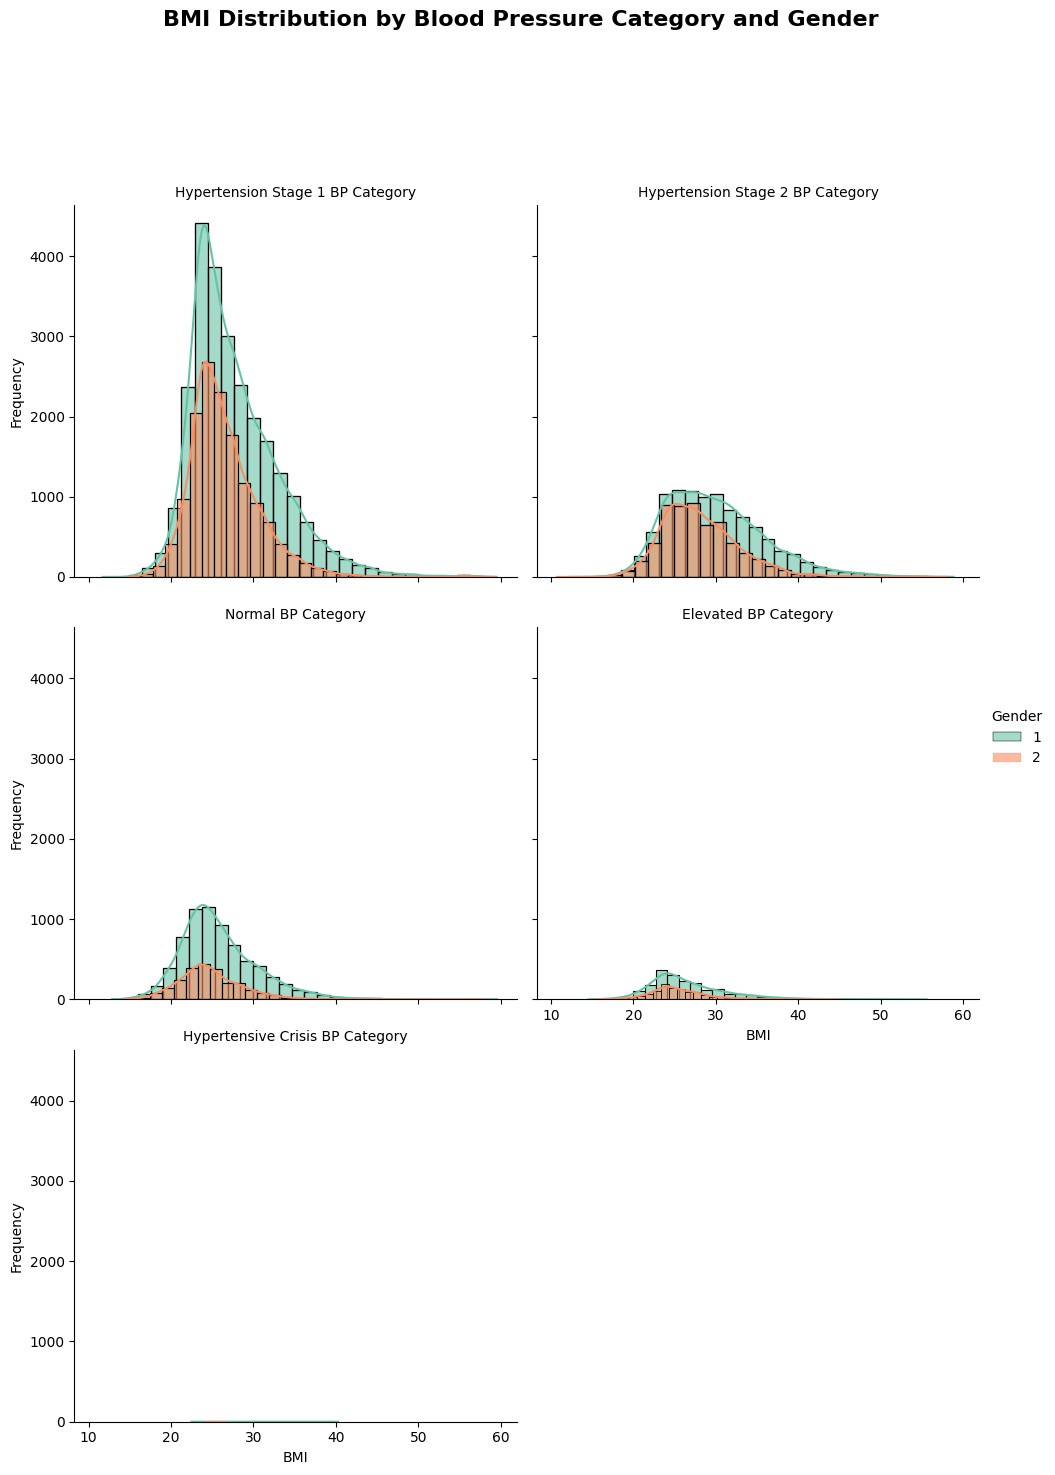 BMI Distribution by Blood Pressure Category and Gender
Hypertension Stage 1 BP Category
Hypertension Stage 2 BP Category
4000
3000
2000
1000
0
Frequency
Normal BP Category
Elevated BP Category
4000
3000
2000
1000
0
Frequency
10 20 30 40 50 60
BMI
Gender
1
2
Hypertensive Crisis BP Category
4000
3000
2000
1000
0
Frequency
10 20 30 40 50 60
BMI